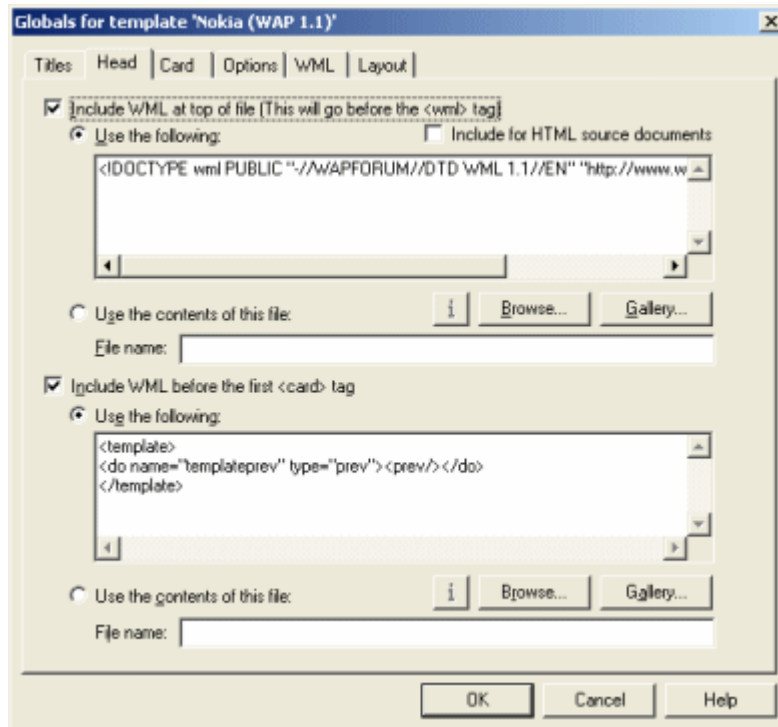 Globals for template 'Nokia (WAP 1.1)'
Titles Head Card Options WML Layout
Include WML at top of file (This will go before the <wml> tag)
Use the following: Include for HTML source documents
<!DOCTYPE wml PUBLIC "-//WAPFORUM//DTD WML 1.1//EN" "http://www.w
Use the contents of this file: i Browse... Gallery...
File name:
Include WML before the first <card> tag
Use the following:
<template>
<do name="templateprev" type="prev"><prev/></do>
</template>
Use the contents of this file: i Browse... Gallery...
File name:
OK Cancel Help